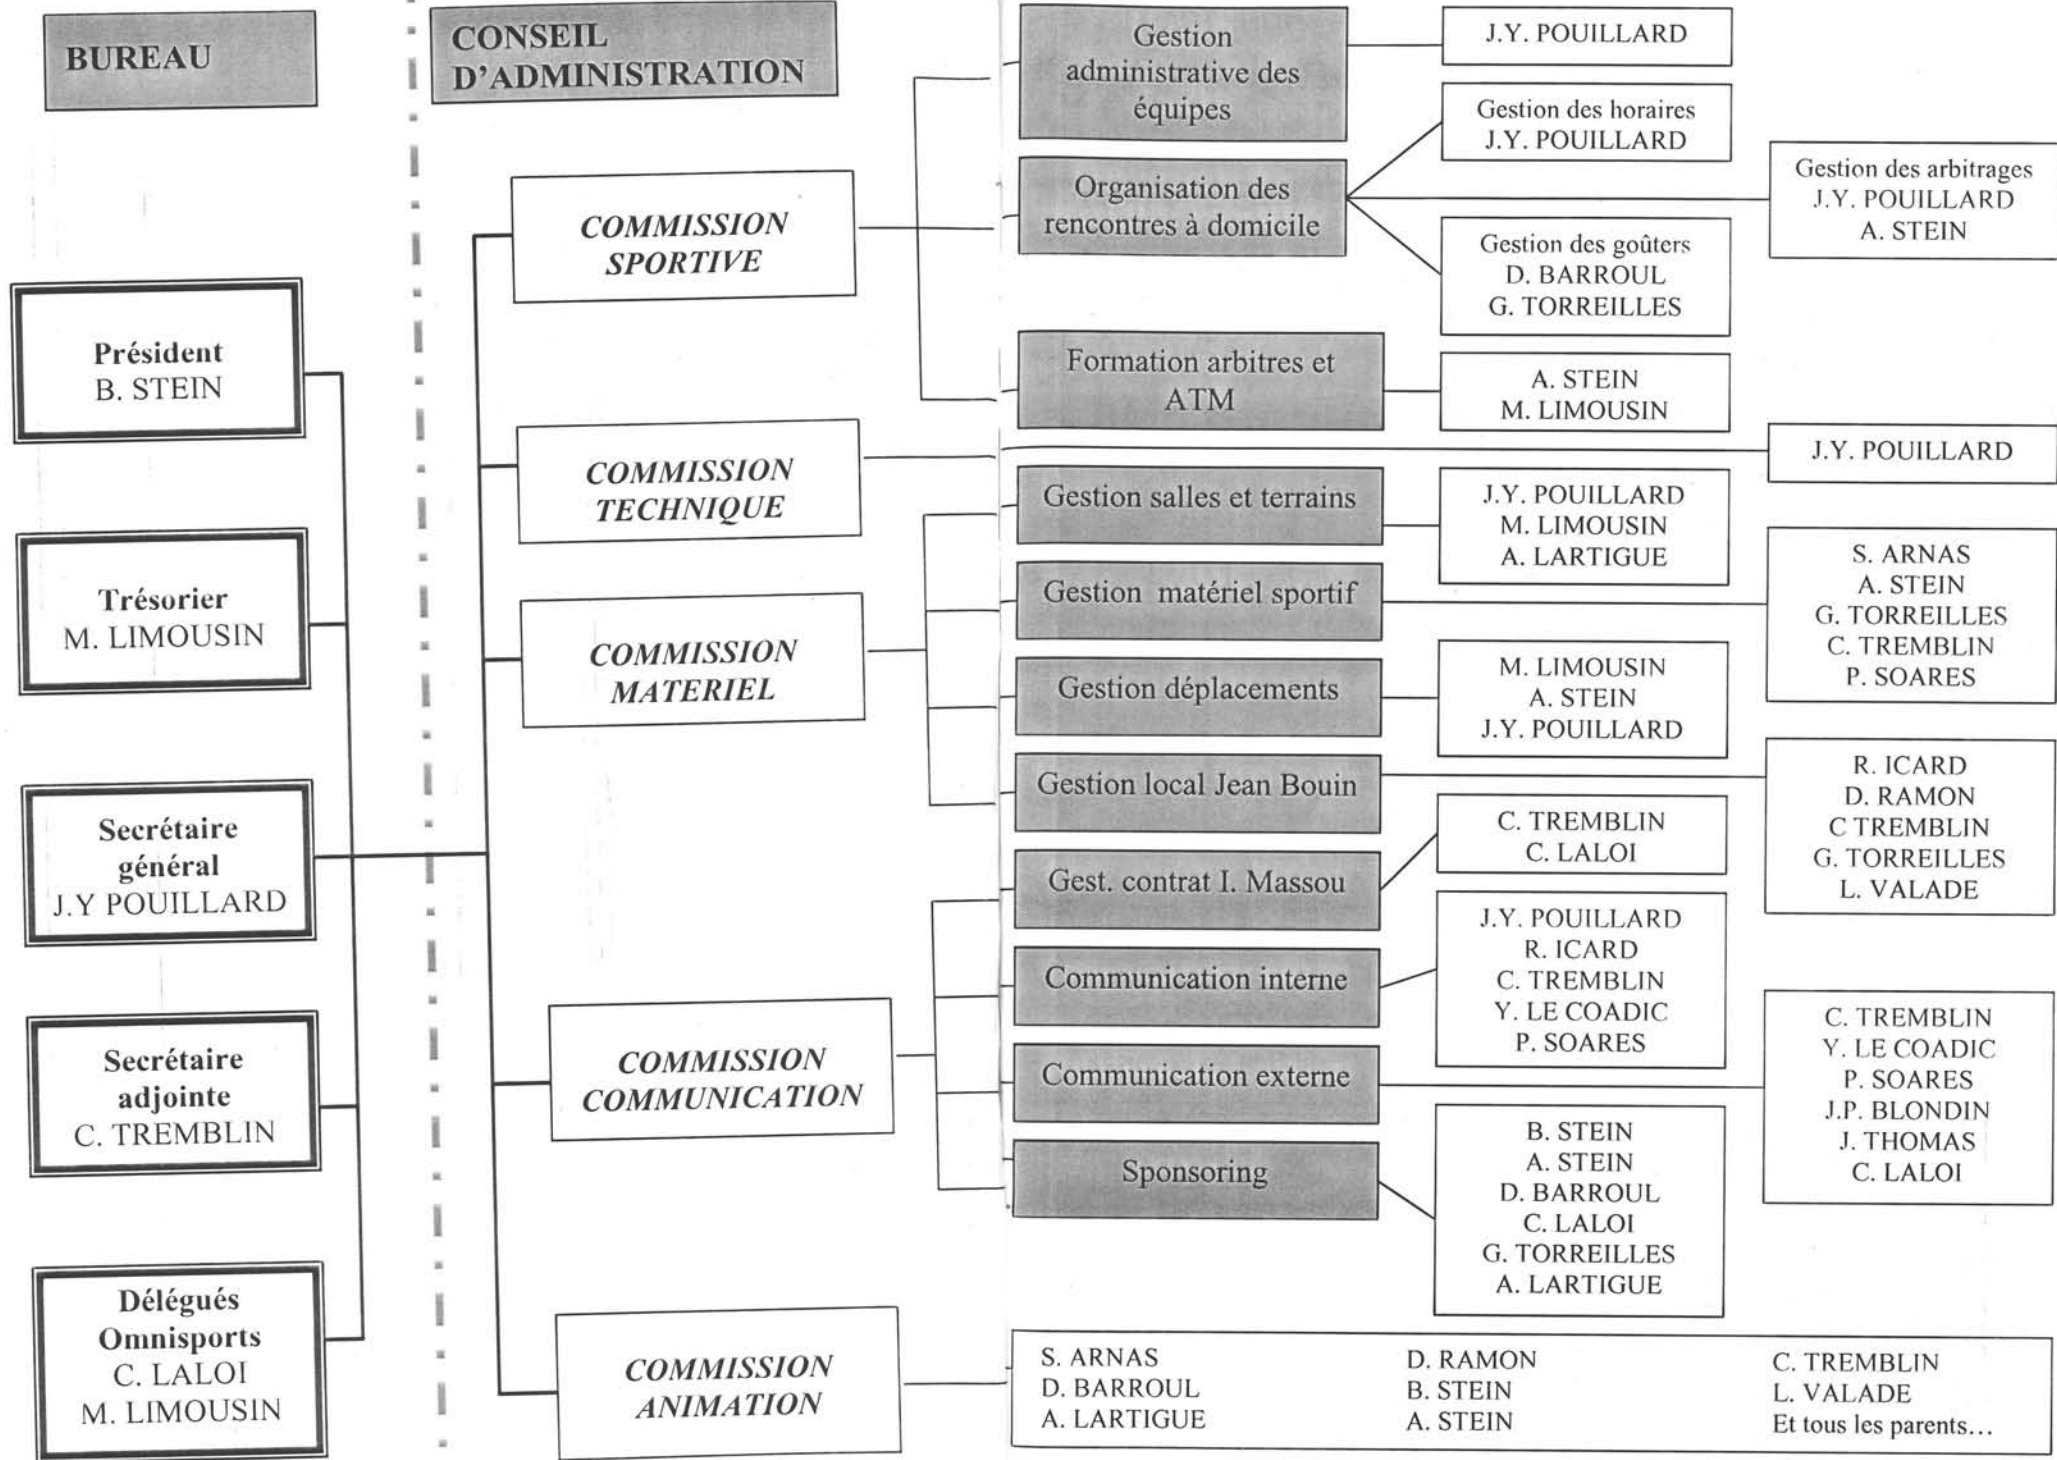 BUREAU
CONSEIL
D'ADMINISTRATION
Président
B. STEIN
Trésorier
M. LIMOUSIN
Secrétaire
général
J.Y POUILLARD
Secrétaire
adjointe
C. TREMBLIN
Délégués
Omnisports
C. LALOI
M. LIMOUSIN
COMMISSION
SPORTIVE
COMMISSION
TECHNIQUE
COMMISSION
MATERIEL
COMMISSION
COMMUNICATION
COMMISSION
ANIMATION
Gestion
administrative des
équipes
J.Y. POUILLARD
Organisation des
rencontres à domicile
Gestion des horaires
J.Y. POUILLARD
Gestion des arbitrages
J.Y. POUILLARD
A. STEIN
Gestion des goûters
D. BARROUL
G. TORREILLES
Formation arbitres et
ATM
A. STEIN
M. LIMOUSIN
J.Y. POUILLARD
Gestion salles et terrains
J.Y. POUILLARD
M. LIMOUSIN
A. LARTIGUE
Gestion matériel sportif
S. ARNAS
A. STEIN
G. TORREILLES
C. TREMBLIN
P. SOARES
Gestion déplacements
M. LIMOUSIN
A. STEIN
J.Y. POUILLARD
Gestion local Jean Bouin
R. ICARD
D. RAMON
C TREMBLIN
G. TORREILLES
L. VALADE
Gest. contrat I. Massou
C. TREMBLIN
C. LALOI
Communication interne
J.Y. POUILLARD
R. ICARD
C. TREMBLIN
Y. LE COADIC
P. SOARES
Communication externe
C. TREMBLIN
Y. LE COADIC
P. SOARES
J.P. BLONDIN
J. THOMAS
C. LALOI
Sponsoring
B. STEIN
A. STEIN
D. BARROUL
C. LALOI
G. TORREILLES
A. LARTIGUE
S. ARNAS
D. BARROUL
A. LARTIGUE
D. RAMON
B. STEIN
A. STEIN
C. TREMBLIN
L. VALADE
Et tous les parents...